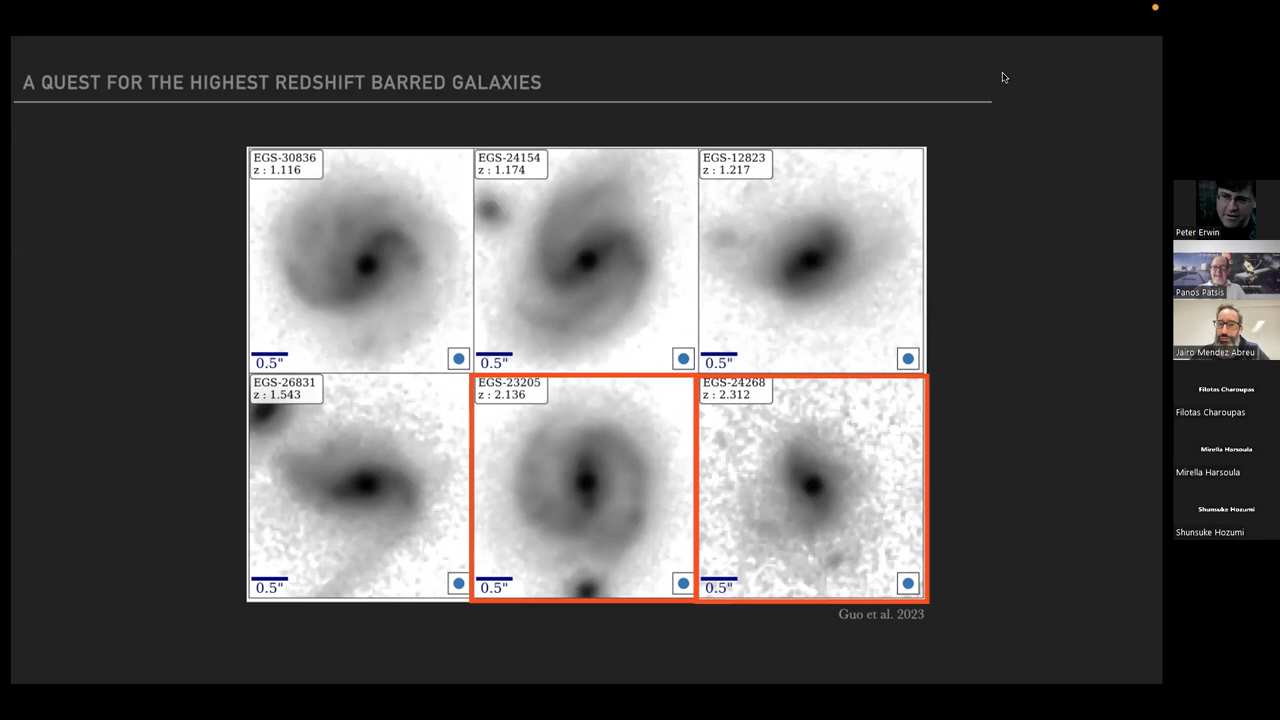 A QUEST FOR THE HIGHEST REDSHIFT BARRED GALAXIES
EGS-30836
z : 1.116
0.5"
EGS-24154
z : 1.174
0.5"
EGS-12823
z : 1.217
0.5"
EGS-26831
z : 1.543
0.5"
EGS-23205
z : 2.136
0.5"
EGS-24268
z : 2.312
0.5"
Guo et al. 2023
Peter Erwin
Panos Patsis
Jairo Mendez Abreu
Filotas Charoupas
Filotas Charoupas
Mirella Harsoula
Mirella Harsoula
Shunsuke Hozumi
Shunsuke Hozumi